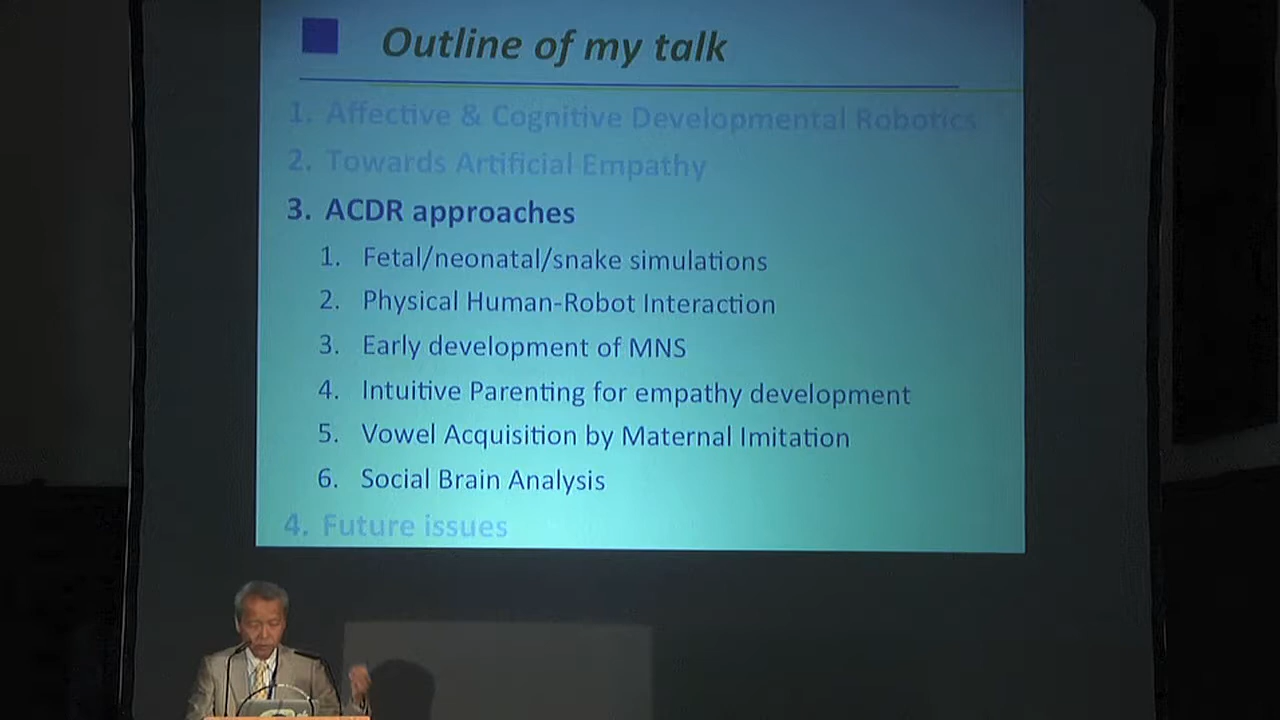 Outline of my talk
1. Affective & Cognitive Developmental Robotics
2. Towards Artificial Empathy
3. ACDR approaches
1. Fetal/neonatal/snake simulations
2. Physical Human-Robot Interaction
3. Early development of MNS
4. Intuitive Parenting for empathy development
5. Vowel Acquisition by Maternal Imitation
6. Social Brain Analysis
4. Future issues